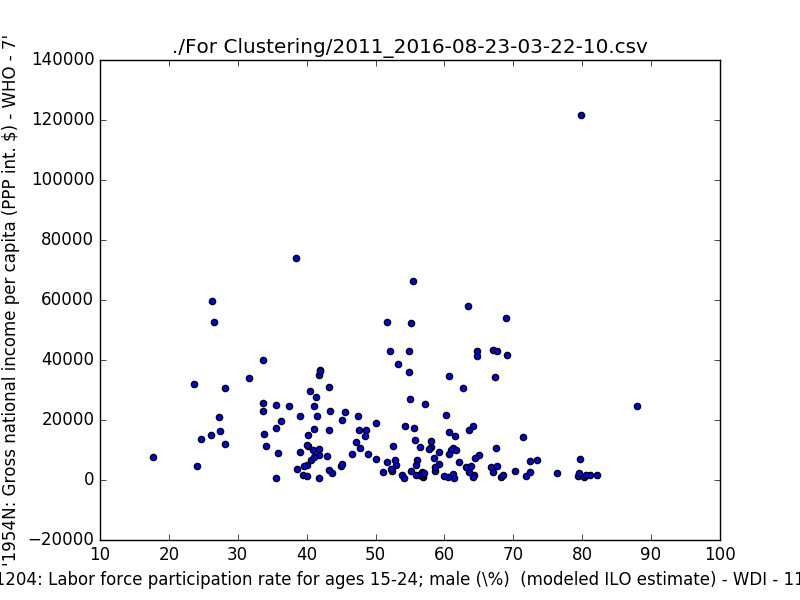 ./For Clustering/2011_2016-08-23-03-22-10.csv
'1954N: Gross national income per capita (PPP int. $) - WHO - 7'
140000
120000
100000
80000
60000
40000
20000
0
−20000
10 20 30 40 50 60 70 80 90 100
1204: Labor force participation rate for ages 15-24; male (\%) (modeled ILO estimate) - WDI - 11